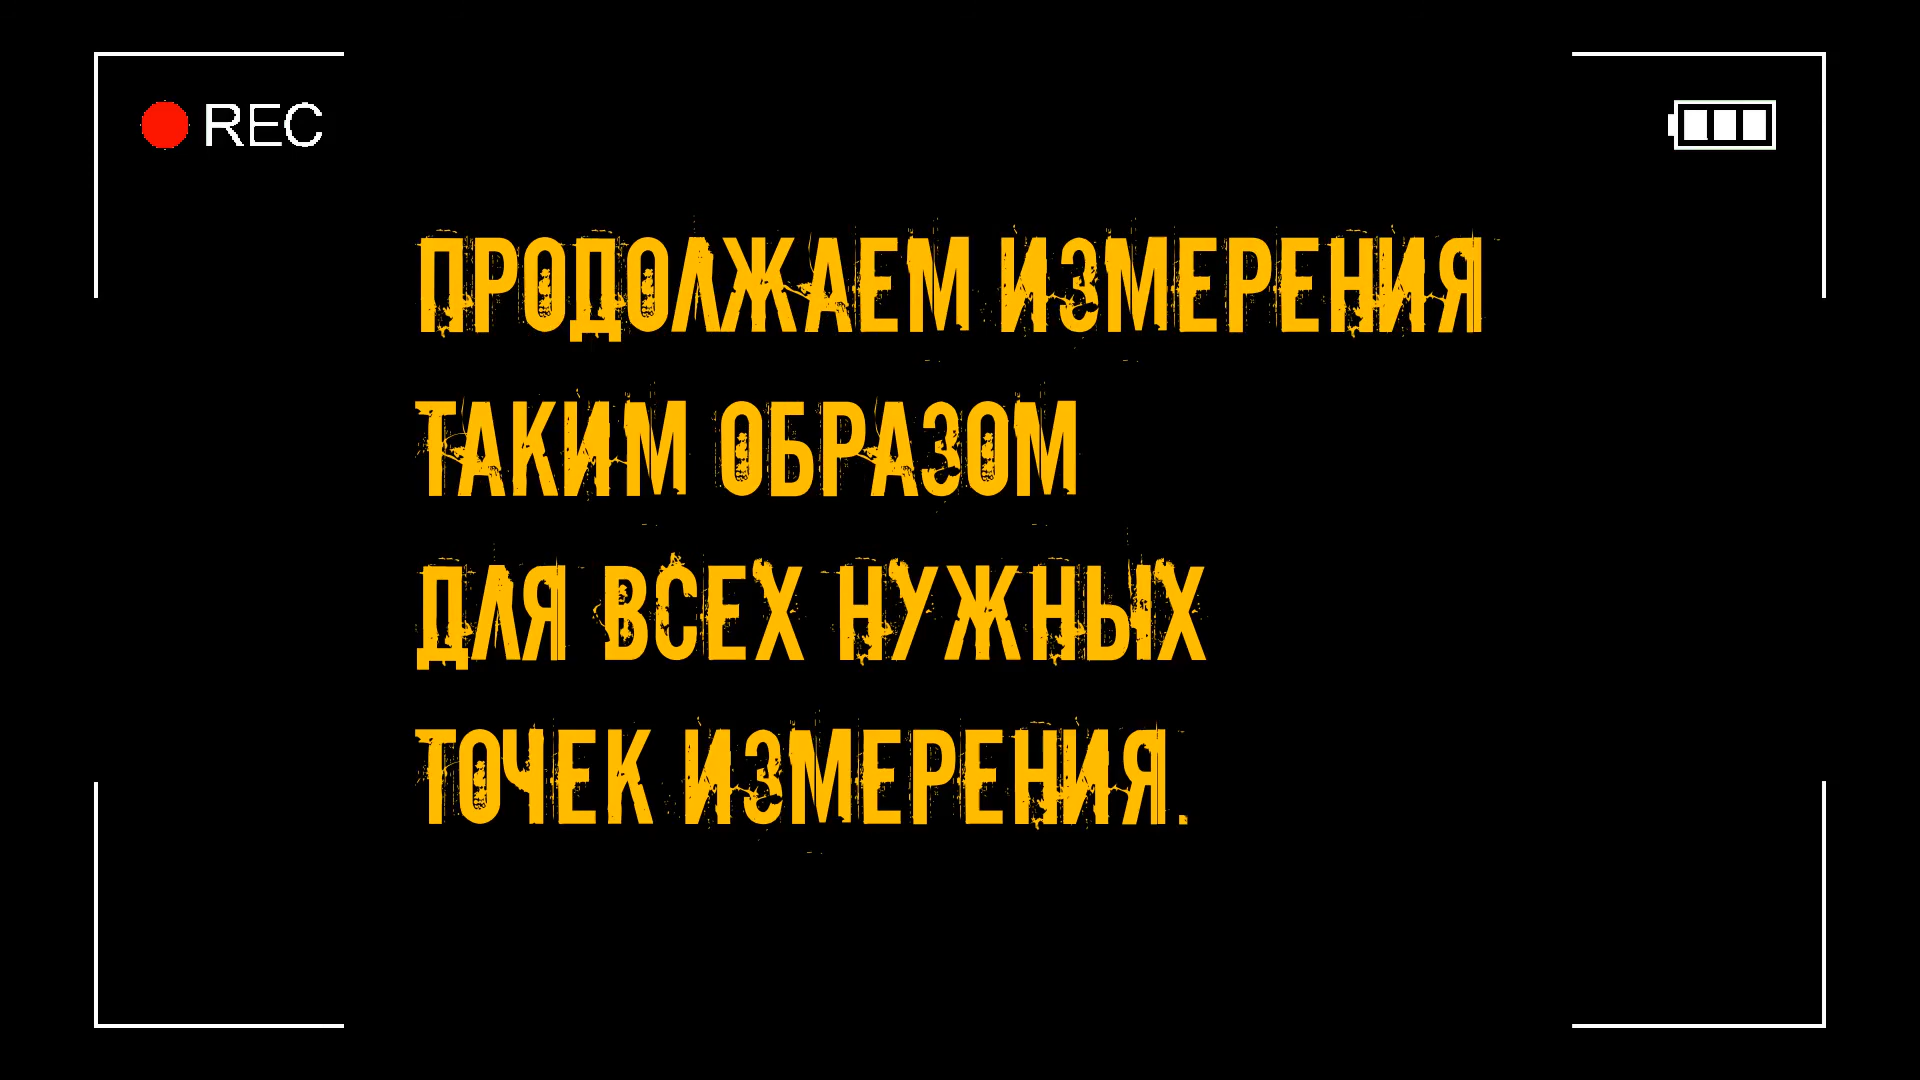 REC
ПРОДОЛЖАЕМ ИЗМЕРЕНИЯ
ТАКИМ ОБРАЗОМ
ДЛЯ ВСЕХ НУЖНЫХ
ТОЧЕК ИЗМЕРЕНИЯ.